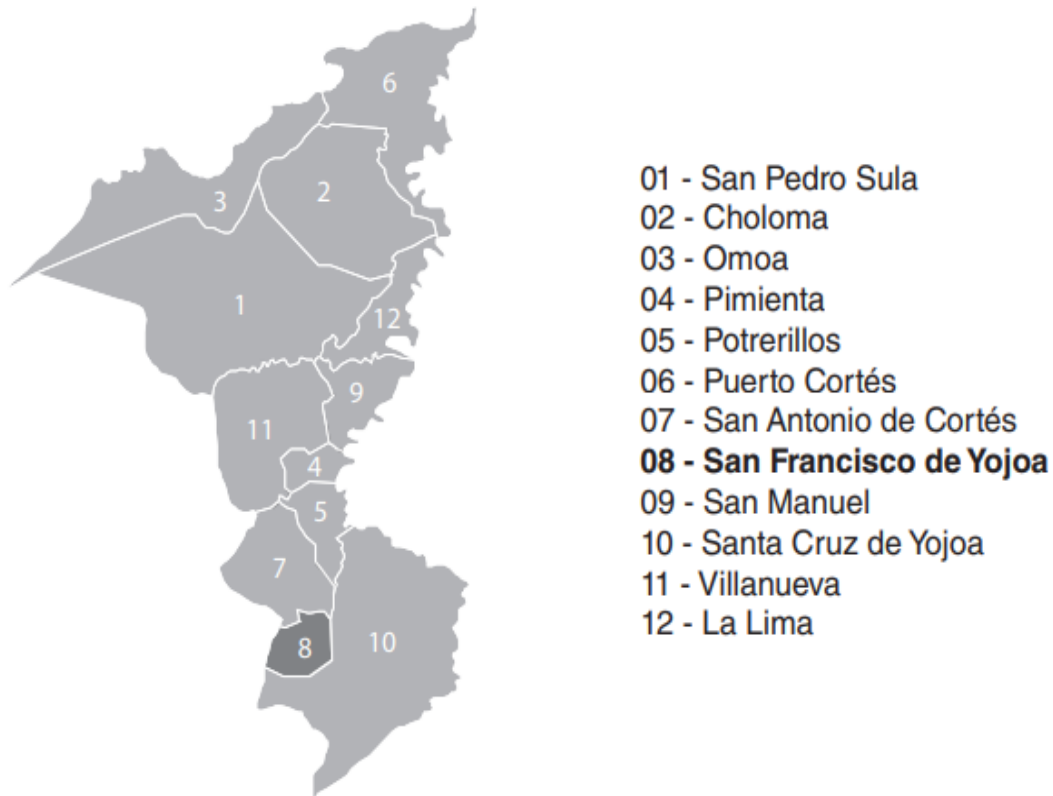 6
2
3
1
12
9
11
4
5
7
8
10
01 - San Pedro Sula
02 - Choloma
03 - Omoa
04 - Pimienta
05 - Potrerillos
06 - Puerto Cortés
07 - San Antonio de Cortés
08 - San Francisco de Yojoa
09 - San Manuel
10 - Santa Cruz de Yojoa
11 - Villanueva
12 - La Lima